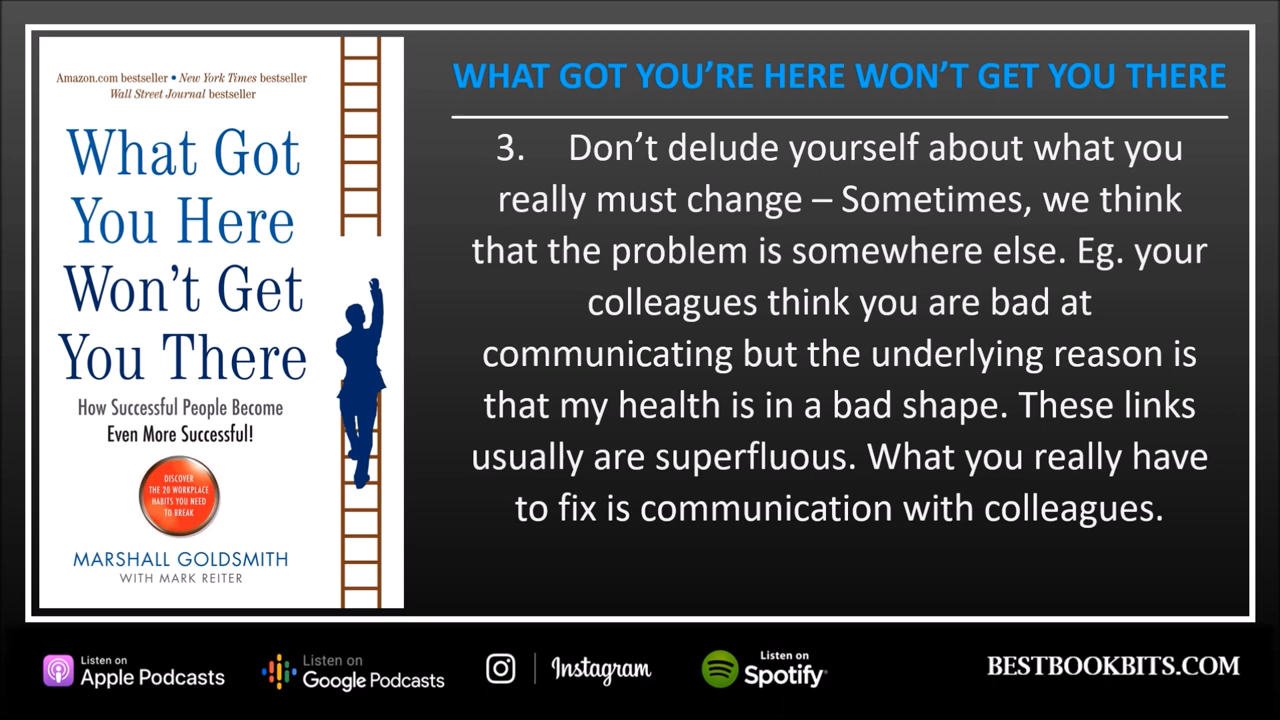 Amazon.com bestseller • New York Times bestseller
Wall Street Journal bestseller
What Got
You Here
Won't Get
You There
How Successful People Become
Even More Successful!
DISCOVER
THE 20 WORKPLACE
HABITS YOU NEED
TO BREAK
MARSHALL GOLDSMITH
WITH MARK REITER
WHAT GOT YOU'RE HERE WON'T GET YOU THERE
3. Don't delude yourself about what you
really must change – Sometimes, we think
that the problem is somewhere else. Eg. your
colleagues think you are bad at
communicating but the underlying reason is
that my health is in a bad shape. These links
usually are superfluous. What you really have
to fix is communication with colleagues.
Listen on
Apple Podcasts
Listen on
Google Podcasts
Instagram
Listen on
Spotify
BESTBOOKBITS.COM